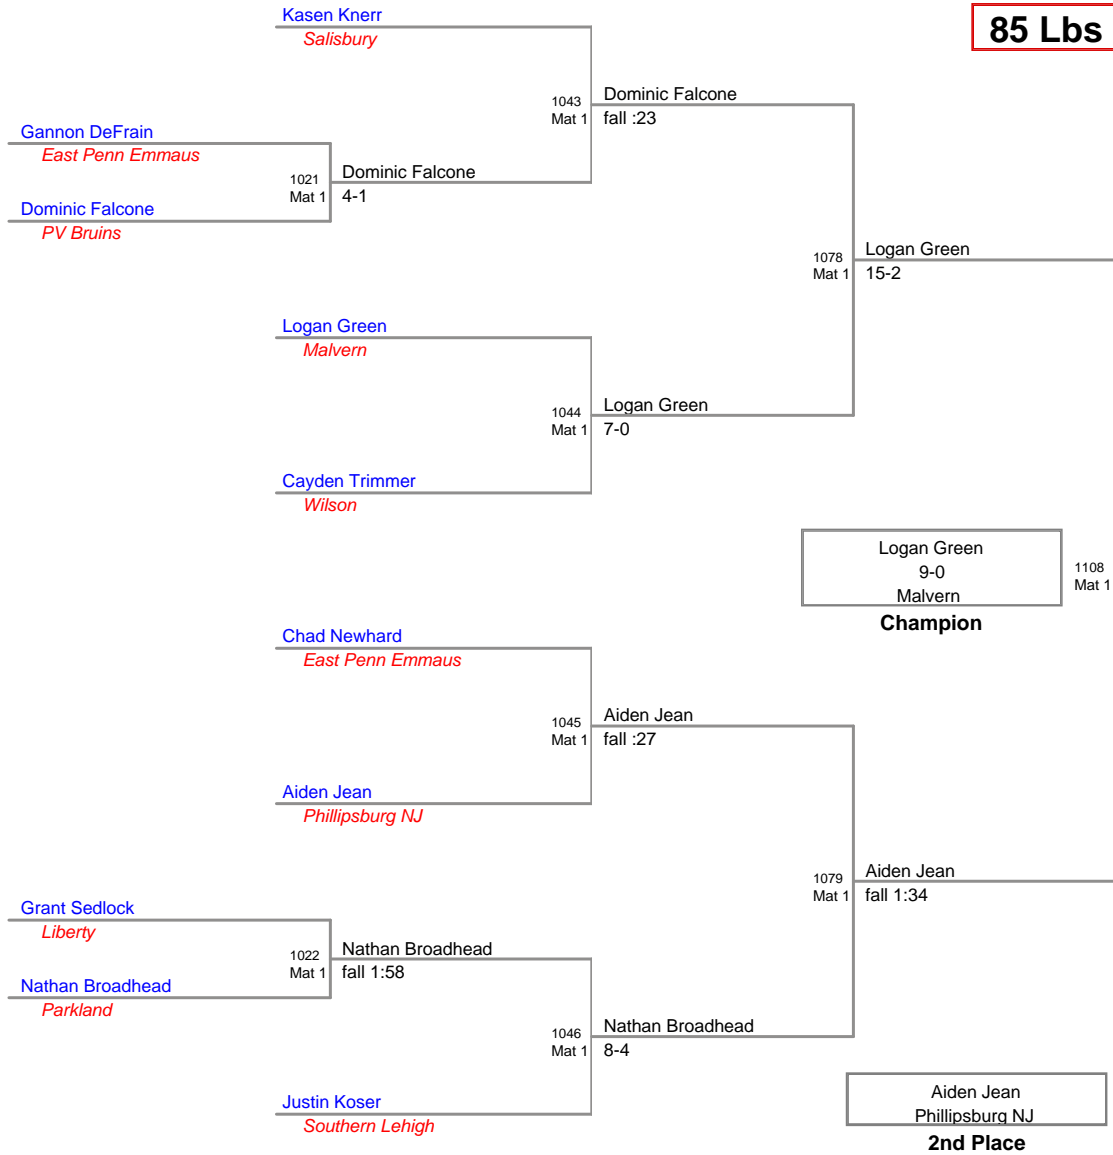 85 Lbs
Kasen Knerr
Salisbury
1043
Mat 1
Dominic Falcone
fall :23
Gannon DeFrain
East Penn Emmaus
1021
Mat 1
Dominic Falcone
4-1
Dominic Falcone
PV Bruins
1078
Mat 1
Logan Green
15-2
Logan Green
Malvern
1044
Mat 1
Logan Green
7-0
Cayden Trimmer
Wilson
Logan Green
9-0
Malvern
Champion
1108
Mat 1
Chad Newhard
East Penn Emmaus
1045
Mat 1
Aiden Jean
fall :27
Aiden Jean
Phillipsburg NJ
1079
Mat 1
Aiden Jean
fall 1:34
Grant Sedlock
Liberty
1022
Mat 1
Nathan Broadhead
fall 1:58
Nathan Broadhead
Parkland
1046
Mat 1
Nathan Broadhead
8-4
Justin Koser
Southern Lehigh
Aiden Jean
Phillipsburg NJ
2nd Place